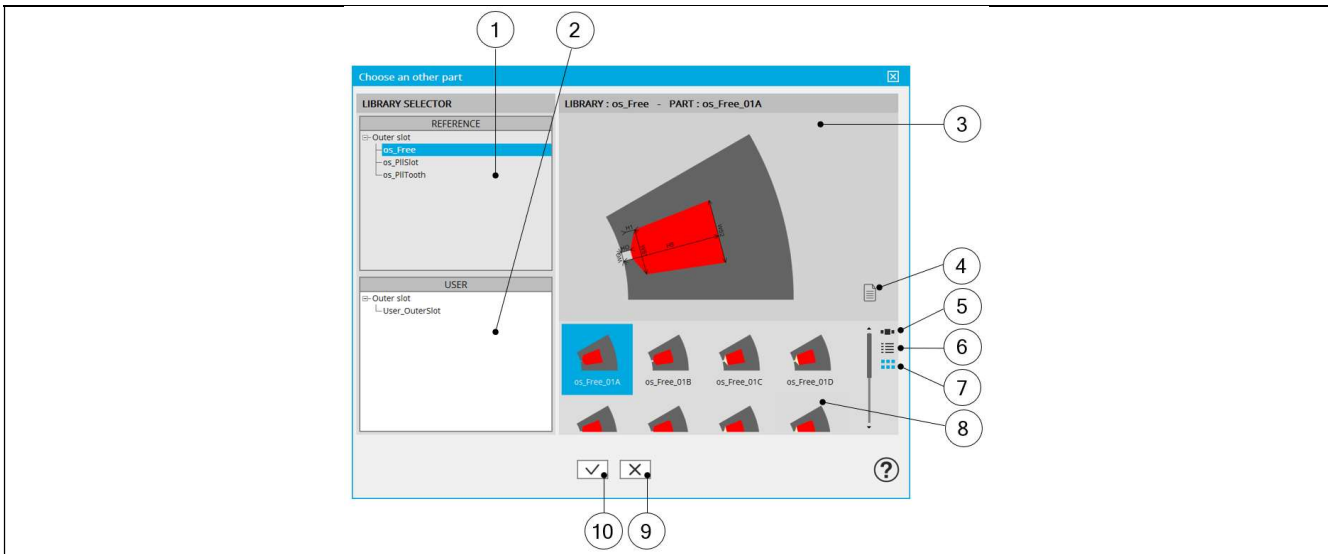 1
2
Choose an other part
LIBRARY SELECTOR
LIBRARY : os_Free - PART : os_Free_01A
REFERENCE
Outer slot
os_Free
os_PllSlot
os_PllTooth
3
4
USER
Outer slot
User_OuterSlot
5
6
7
os_Free_01A os_Free_01B os_Free_01C os_Free_01D
8
?
10
9